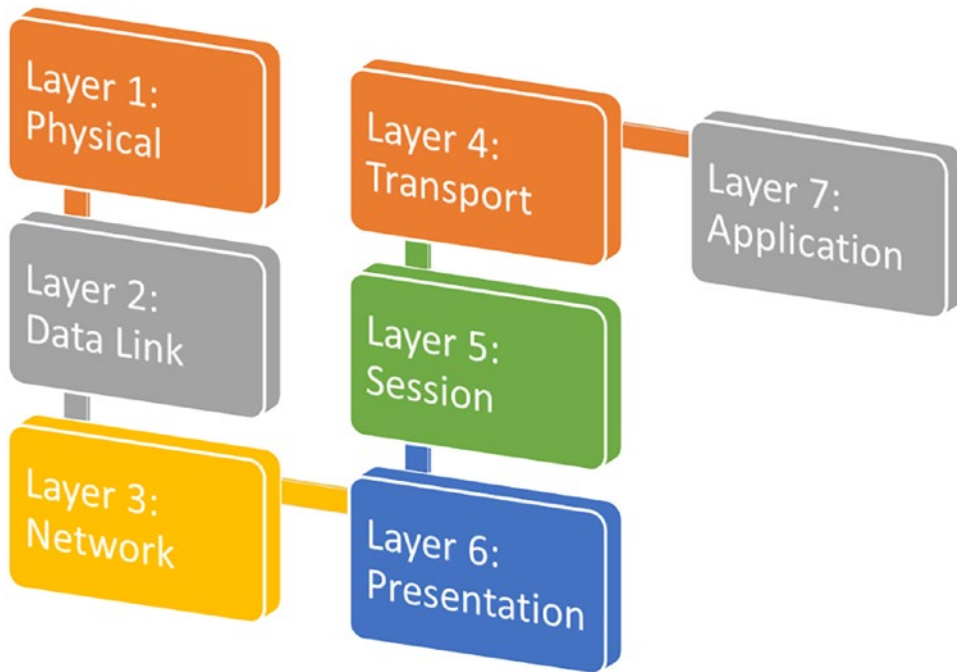 Layer 1:
Physical
Layer 2:
Data Link
Layer 3:
Network
Layer 4:
Transport
Layer 5:
Session
Layer 6:
Presentation
Layer 7:
Application